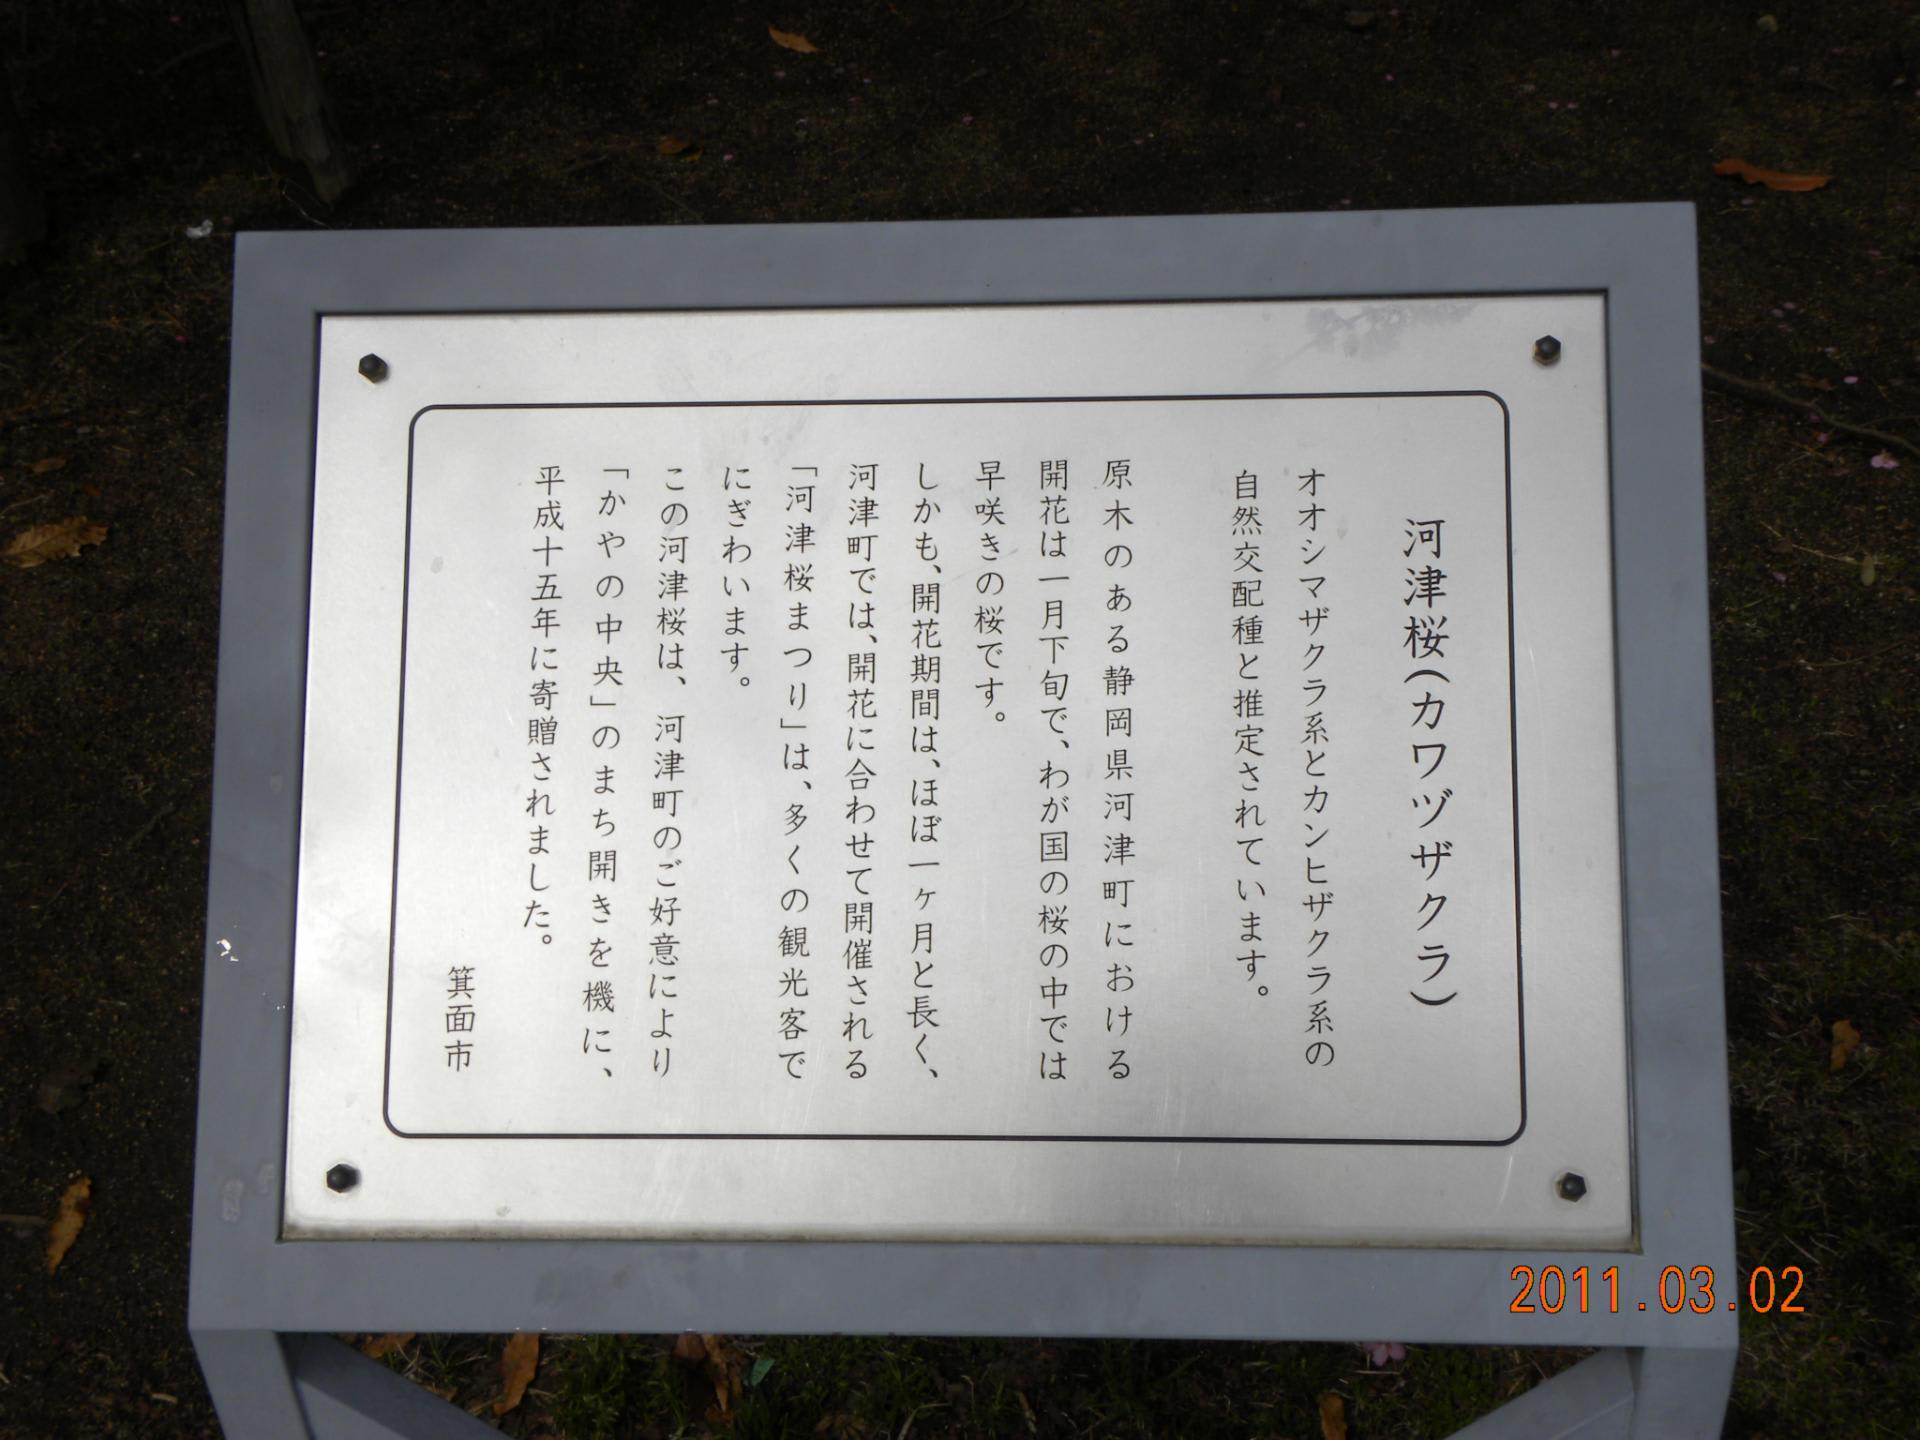 河津桜(カワヅザクラ)
オオシマザクラ系とカンヒザクラ系の
自然交配種と推定されています。
原木のある静岡県河津町における
開花は一月下旬で、わが国の桜の中では
早咲きの桜です。
しかも、開花期間は、ほぼ一ヶ月と長く、
河津町では、開花に合わせて開催される
「河津桜まつり」は、多くの観光客で
にぎわいます。
この河津桜は、河津町のご好意により
「かやの中央」のまち開きを機に、
平成十五年に寄贈されました。
箕面市
2011.03.02